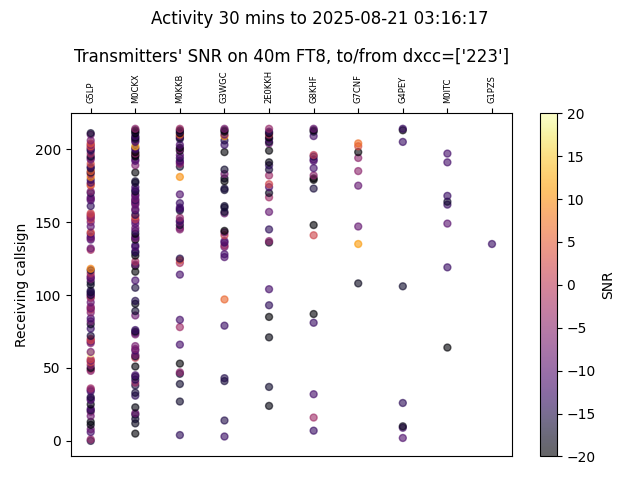 Activity 30 mins to 2025-08-21 03:16:17
Transmitters' SNR on 40m FT8, to/from dxcc=['223']
G5LP M0CKX M0KKB G3WGC 2E0KKH G8KHF G7CNF G4PEY M0ITC G1PZS
Receiving callsign
200
150
100
50
0
20
15
10
5
0
−5
−10
−15
−20
SNR